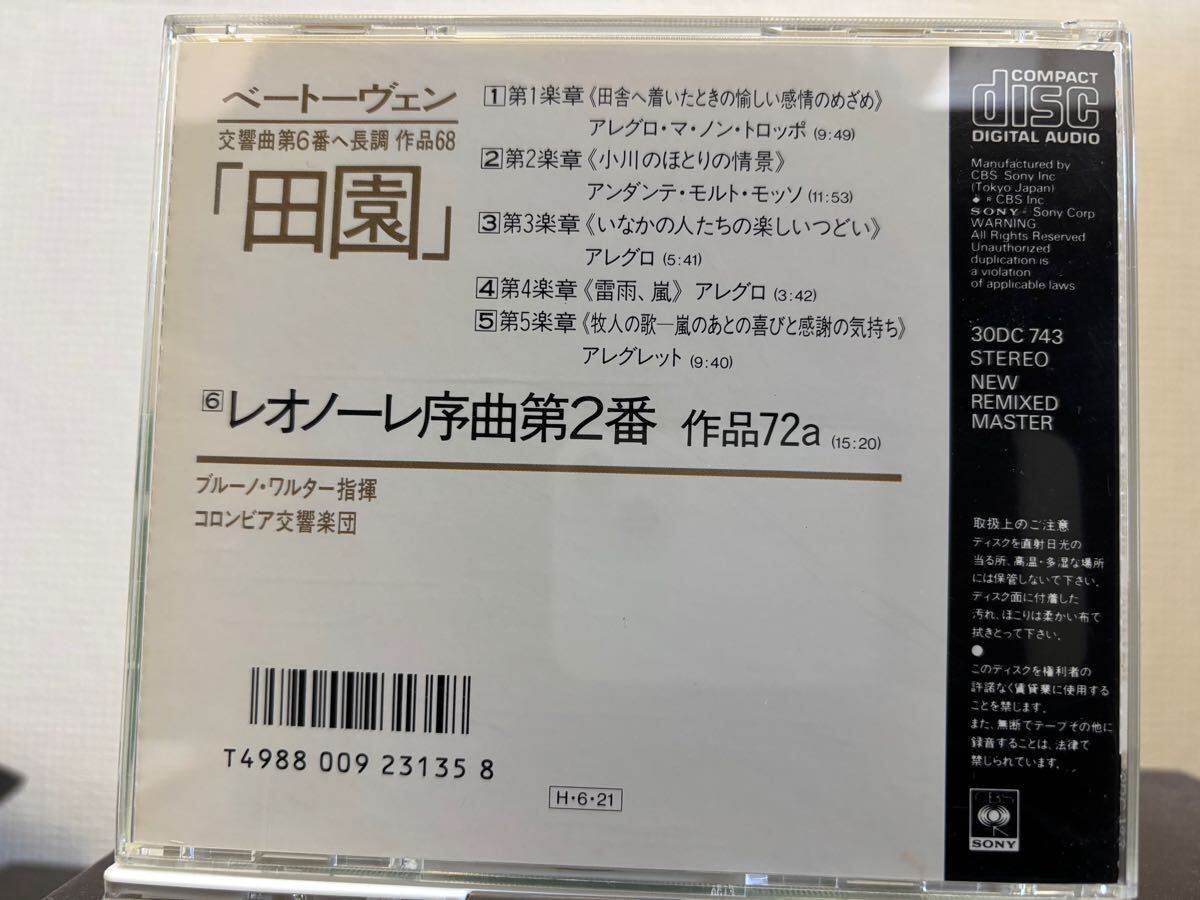 ベートーヴェン
交響曲第6番ヘ長調 作品68
「田園」
1 第1楽章《田舎へ着いたときの愉しい感情のめざめ》
アレグロ・マ・ノン・トロッポ (9:49)
2 第2楽章《小川のほとりの情景》
アンダンテ・モルト・モッソ (11:53)
3 第3楽章《いなかの人たちの楽しいつどい》
アレグロ (5:41)
4 第4楽章《雷雨、嵐》 アレグロ (3:42)
5 第5楽章《牧人の歌—嵐のあとの喜びと感謝の気持ち》
アレグレット (9:40)
6 レオノーレ序曲第2番 作品72a (15:20)
ブルーノ・ワルター指揮
コロンビア交響楽団
T4988 009 23135 8
H・6・21
COMPACT
disc
DIGITAL AUDIO
Manufactured by
CBS Sony Inc
(Tokyo Japan)
CBS Inc
SONY Sony Corp
WARNING
All Rights Reserved
Unauthorized
duplication is
a violation
of applicable laws
30DC 743
STEREO
NEW
REMIXED
MASTER
取扱上のご注意
ディスクを直射日光の
当る所、高温・多湿な場所
には保管しないで下さい。
ディスク面に付着した
汚れ、ほこりは柔かい布で
拭きとって下さい。
●
このディスクを権利者の
許諾なく賃貸業に使用する
ことを禁じます。
また、無断でテープその他に
録音することは、法律で
禁じられています。
CBS
SONY